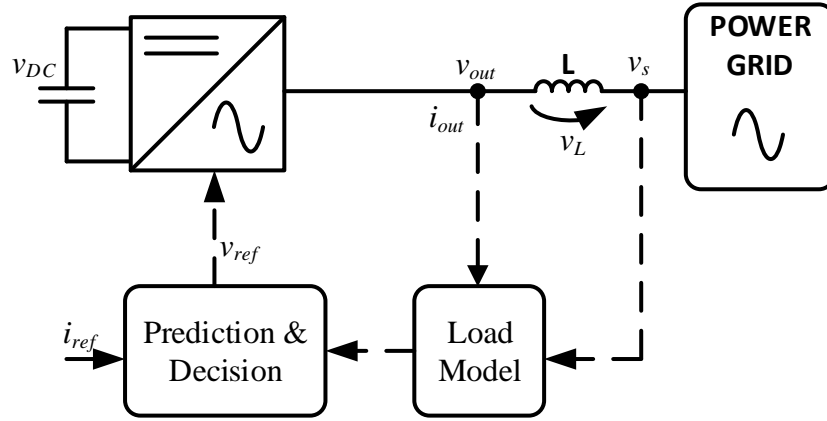 POWER
GRID
v_DC
v_out
L
v_s
i_out
v_L
v_ref
i_ref
Prediction &
Decision
Load
Model